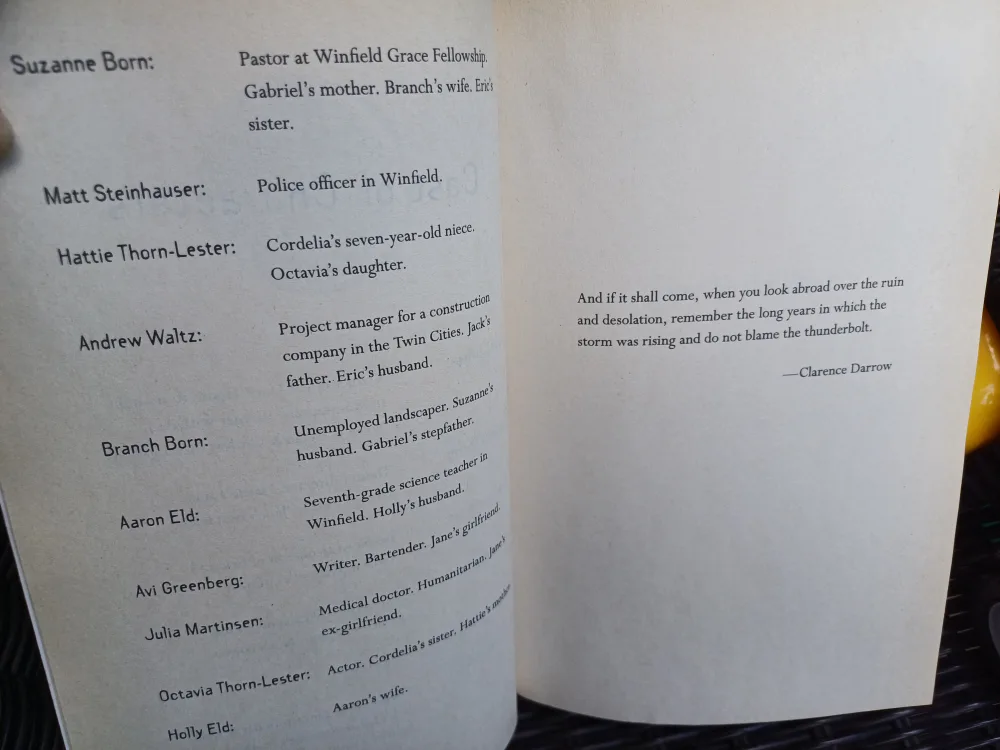 Suzanne Born: Pastor at Winfield Grace Fellowship.
Gabriel's mother. Branch's wife. Eric's
sister.
Matt Steinhauser: Police officer in Winfield.
Hattie Thorn-Lester: Cordelia's seven-year-old niece.
Octavia's daughter.
Andrew Waltz: Project manager for a construction
company in the Twin Cities. Jack's
father. Eric's husband.
Branch Born: Unemployed landscaper. Suzanne's
husband. Gabriel's stepfather.
Aaron Eld: Seventh-grade science teacher in
Winfield. Holly's husband.
Avi Greenberg: Writer. Bartender. Jane's girlfriend.
Julia Martinsen: Medical doctor. Humanitarian. Jane's
ex-girlfriend.
Octavia Thorn-Lester: Actor. Cordelia's sister. Hattie's mother
Holly Eld: Aaron's wife.
And if it shall come, when you look abroad over the ruin
and desolation, remember the long years in which the
storm was rising and do not blame the thunderbolt.
—Clarence Darrow